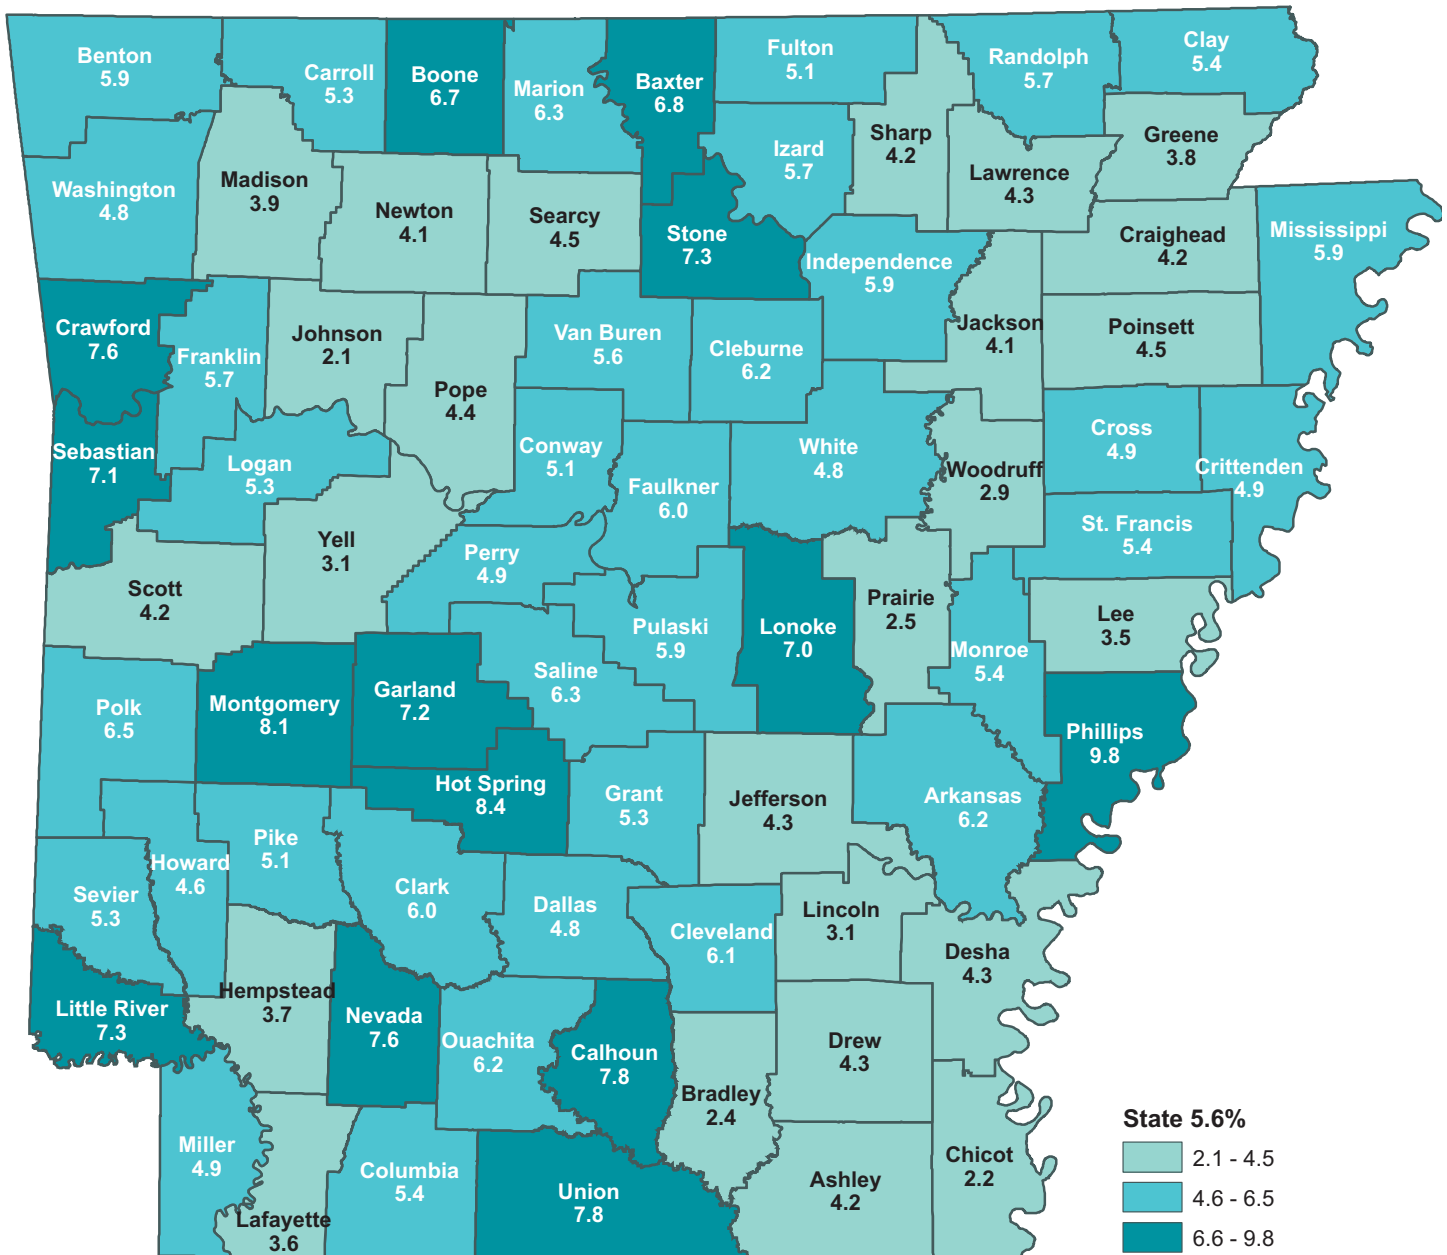 Benton
5.9
Carroll
5.3
Boone
6.7
Marion
6.3
Baxter
6.8
Fulton
5.1
Randolph
5.7
Clay
5.4
Sharp
4.2
Greene
3.8
Izard
5.7
Lawrence
4.3
Washington
4.8
Madison
3.9
Newton
4.1
Searcy
4.5
Stone
7.3
Independence
5.9
Craighead
4.2
Mississippi
5.9
Crawford
7.6
Franklin
5.7
Johnson
2.1
Pope
4.4
Van Buren
5.6
Cleburne
6.2
Jackson
4.1
Poinsett
4.5
Sebastian
7.1
Logan
5.3
Conway
5.1
Faulkner
6.0
White
4.8
Woodruff
2.9
Cross
4.9
Crittenden
4.9
Yell
3.1
Perry
4.9
St. Francis
5.4
Scott
4.2
Pulaski
5.9
Lonoke
7.0
Prairie
2.5
Monroe
5.4
Lee
3.5
Polk
6.5
Montgomery
8.1
Garland
7.2
Saline
6.3
Phillips
9.8
Hot Spring
8.4
Grant
5.3
Jefferson
4.3
Arkansas
6.2
Sevier
5.3
Howard
4.6
Pike
5.1
Clark
6.0
Dallas
4.8
Cleveland
6.1
Lincoln
3.1
Desha
4.3
Little River
7.3
Hempstead
3.7
Nevada
7.6
Ouachita
6.2
Calhoun
7.8
Bradley
2.4
Drew
4.3
Miller
4.9
Lafayette
3.6
Columbia
5.4
Union
7.8
Ashley
4.2
Chicot
2.2
State 5.6%
2.1 - 4.5
4.6 - 6.5
6.6 - 9.8